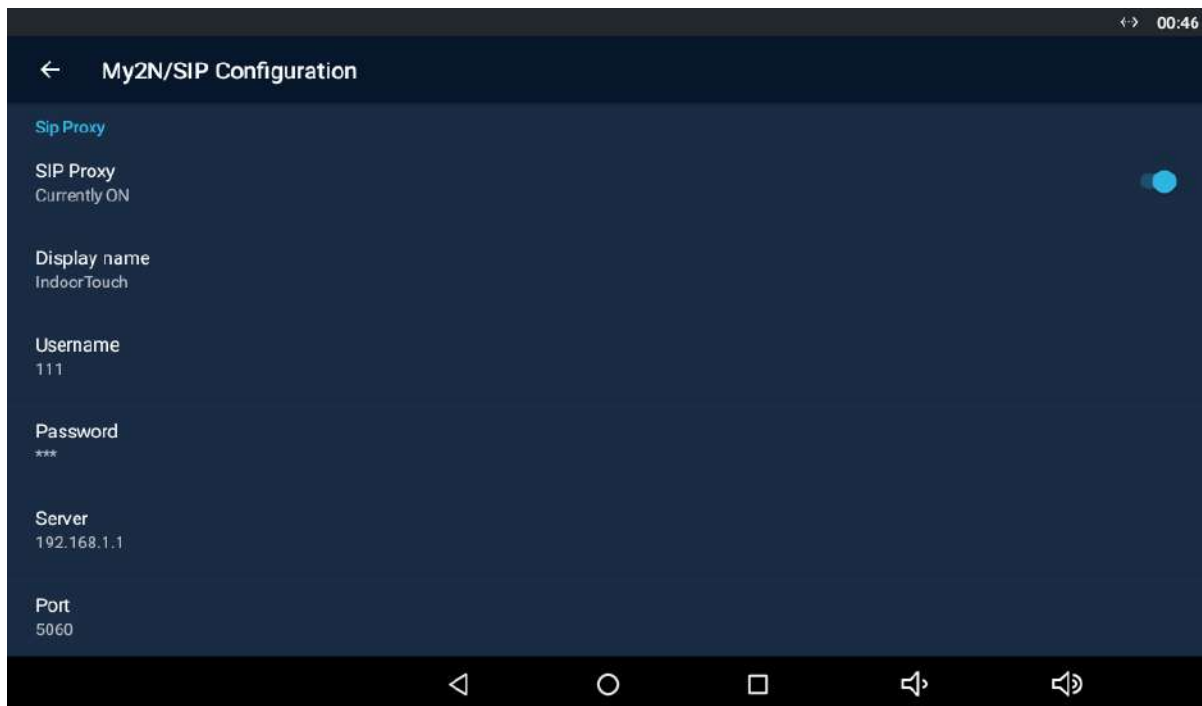 00:46
My2N/SIP Configuration
Sip Proxy
SIP Proxy
Currently ON
Display name
IndoorTouch
Username
111
Password
***
Server
192.168.1.1
Port
5060